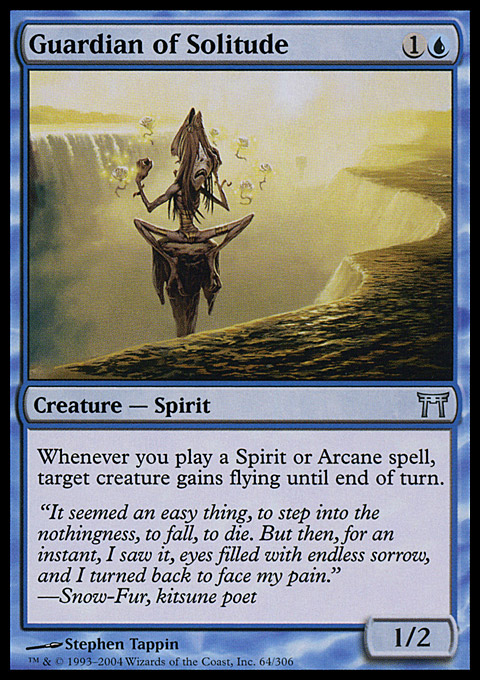 Guardian of Solitude
1
Creature — Spirit
Whenever you play a Spirit or Arcane spell,
target creature gains flying until end of turn.
“It seemed an easy thing, to step into the
nothingness, to fall, to die. But then, for an
instant, I saw it, eyes filled with endless sorrow,
and I turned back to face my pain.”
—Snow-Fur, kitsune poet
Stephen Tappin
1/2
™ & © 1993–2004 Wizards of the Coast, Inc. 64/306